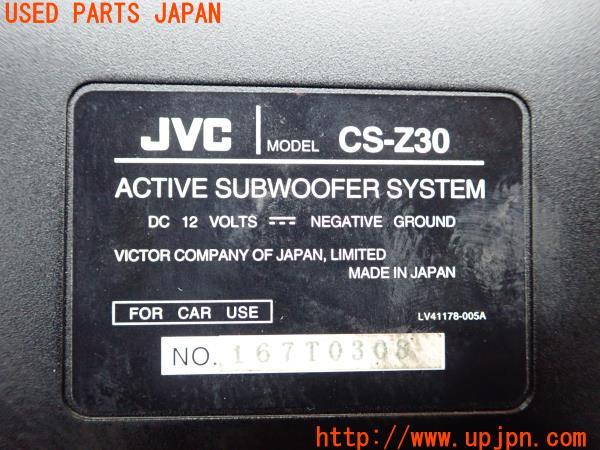 USED PARTS JAPAN
JVC MODEL CS-Z30
ACTIVE SUBWOOFER SYSTEM
DC 12 VOLTS ⎓ NEGATIVE GROUND
VICTOR COMPANY OF JAPAN, LIMITED
MADE IN JAPAN
FOR CAR USE
LV41178-005A
NO. 167T0308
http://www.upjpn.com